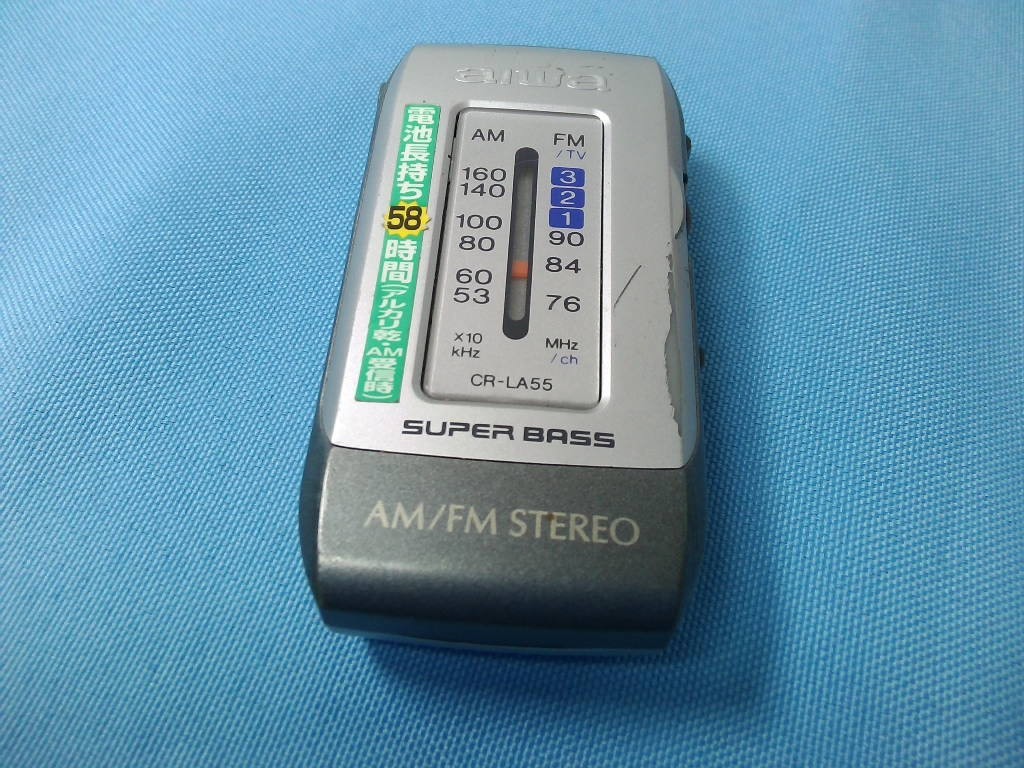 aiwa
電池長持ち58時間(アルカリ乾・AM受信時)
AM FM
/TV
160 3
140 2
100 1
80 90
60 84
53 76
×10 MHz
kHz /ch
CR-LA55
SUPER BASS
AM/FM STEREO